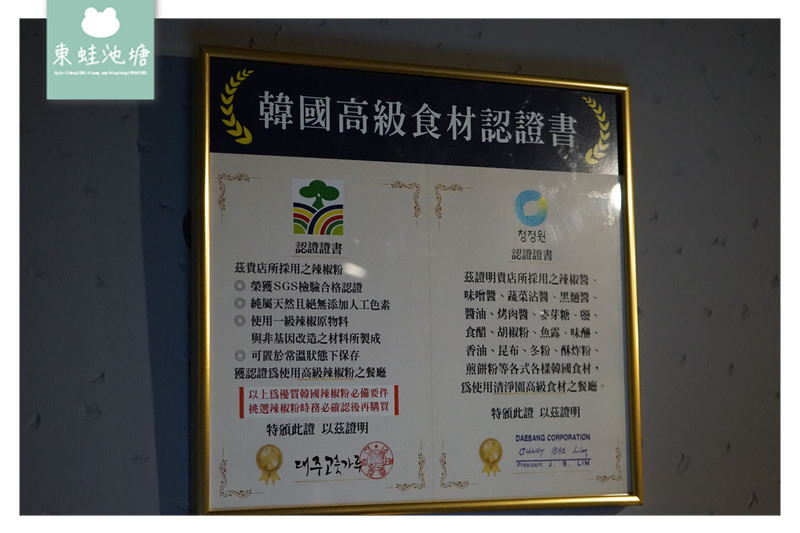 東蛙池塘
韓國高級食材認證書
認證證書
茲貴店所採用之辣椒粉
◎ 榮獲SGS檢驗合格認證
◎ 純屬天然且絕無添加人工色素
◎ 使用一級辣椒原物料
與非基因改造之材料所製成
◎ 可置於常溫狀態下保存
獲認證為使用高級辣椒粉之餐廳
以上為優質韓國辣椒粉必備要件
挑選辣椒粉時務必確認後再購買
特頒此證 以茲證明
대주고춧가루
청정원
認證證書
茲證明貴店所採用之辣椒醬、
味噌醬、蔬菜沾醬、黑麵醬、
醬油、烤肉醬、麥芽糖、鹽、
食醋、胡椒粉、魚露、味醂、
香油、昆布、冬粉、酥炸粉、
煎餅粉等各式各樣韓國食材，
為使用清淨園高級食材之餐廳。
特頒此證 以茲證明
DAESANG CORPORATION
President J. B. LIM